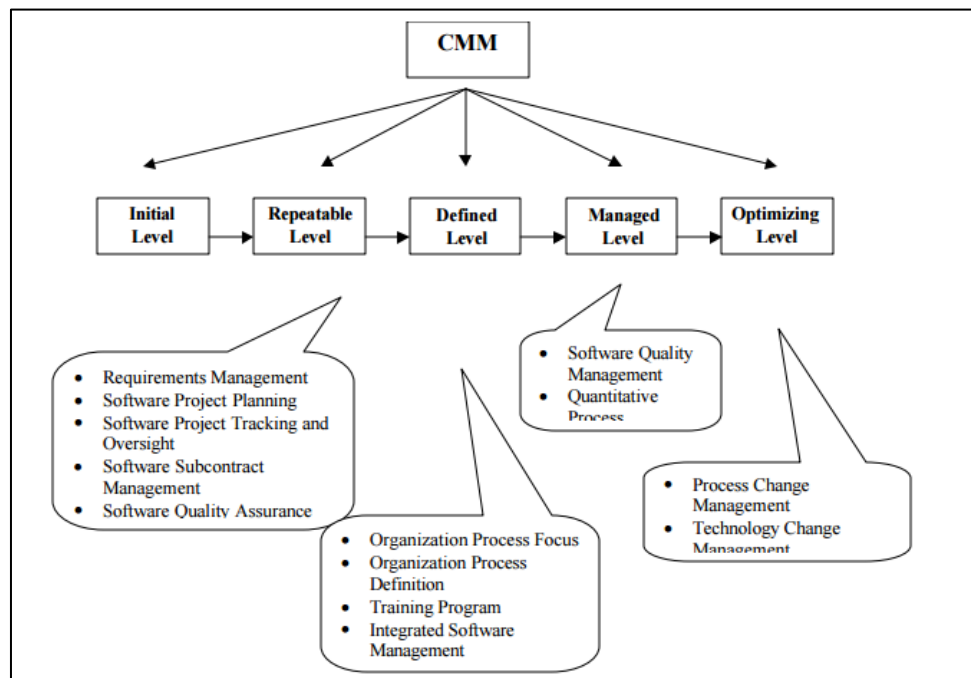 CMM
Initial
Level
Repeatable
Level
Defined
Level
Managed
Level
Optimizing
Level
• Requirements Management
• Software Project Planning
• Software Project Tracking and
Oversight
• Software Subcontract
Management
• Software Quality Assurance
• Software Quality
Management
• Quantitative
Process
• Organization Process Focus
• Organization Process
Definition
• Training Program
• Integrated Software
Management
• Process Change
Management
• Technology Change
Management